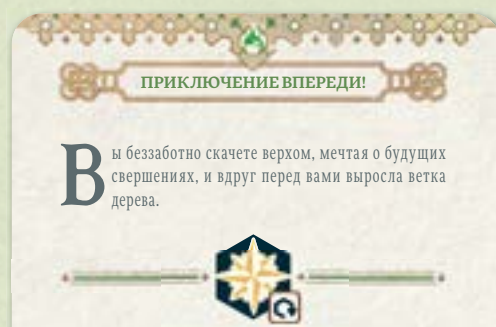 ПРИКЛЮЧЕНИЕ ВПЕРЕДИ!
Вы беззаботно скачете верхом, мечтая о будущих
свершениях, и вдруг перед вами выросла ветка
дерева.